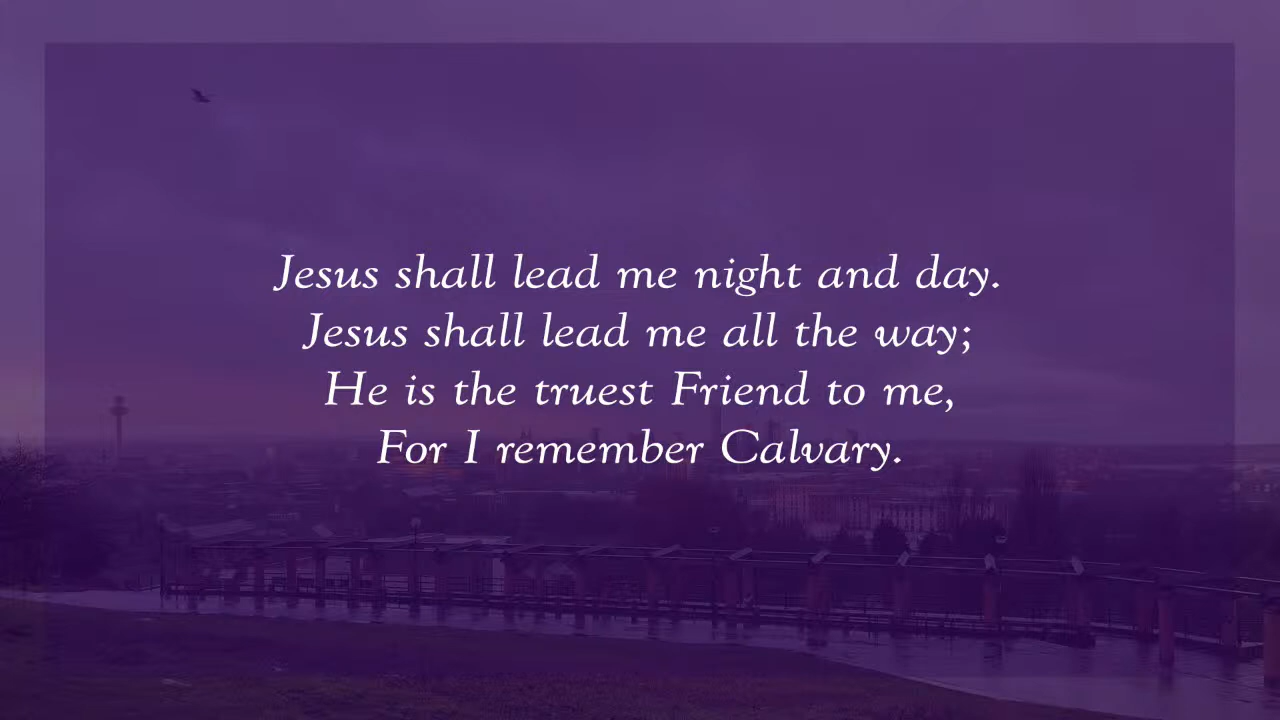 Jesus shall lead me night and day.
Jesus shall lead me all the way;
He is the truest Friend to me,
For I remember Calvary.